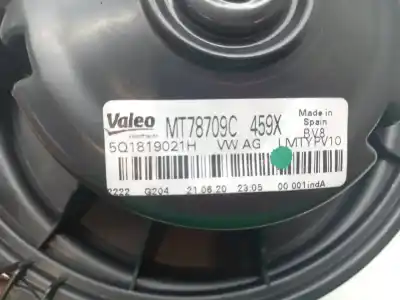 Valeo MT78709C 459X Made in
Spain
5Q1819021H VW AG LMTYPV10 BV8
2222 G204 21.06.20 23:05 00 001indA